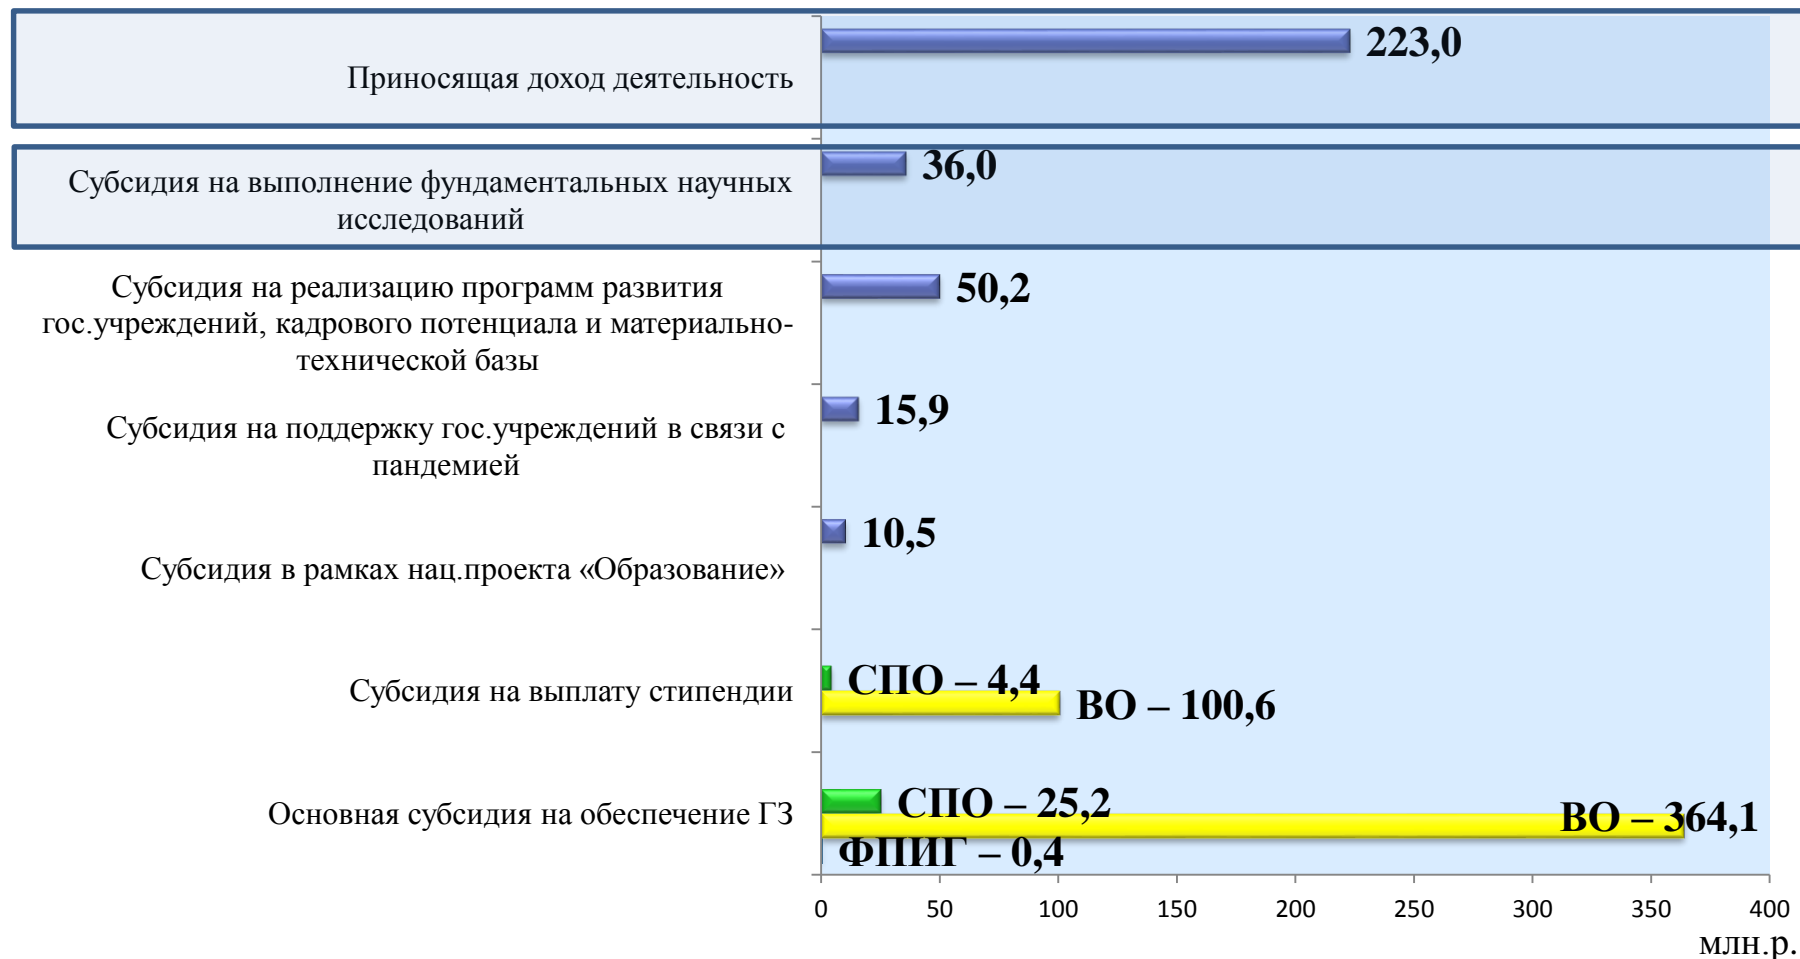 Приносящая доход деятельность
223,0
Субсидия на выполнение фундаментальных научных
исследований
36,0
Субсидия на реализацию программ развития
гос.учреждений, кадрового потенциала и материально-
технической базы
50,2
Субсидия на поддержку гос.учреждений в связи с
пандемией
15,9
Субсидия в рамках нац.проекта «Образование»
10,5
Субсидия на выплату стипендии
СПО – 4,4
ВО – 100,6
Основная субсидия на обеспечение ГЗ
СПО – 25,2
ВО – 364,1
ФПИГ – 0,4
0 50 100 150 200 250 300 350 400
млн.р.